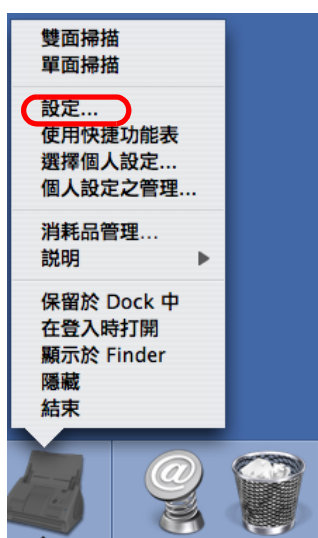 雙面掃描
單面掃描
設定...
使用快捷功能表
選擇個人設定...
個人設定之管理...
消耗品管理...
説明
保留於 Dock 中
在登入時打開
顯示於 Finder
隱藏
結束
@